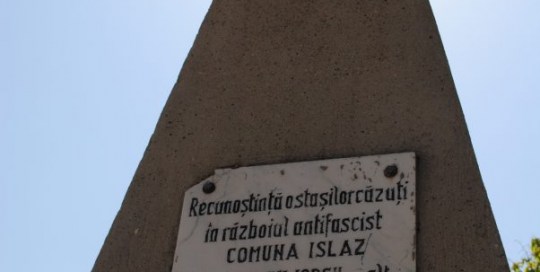 Recunoștință ostașilor căzuți
în războiul antifascist
COMUNA ISLAZ